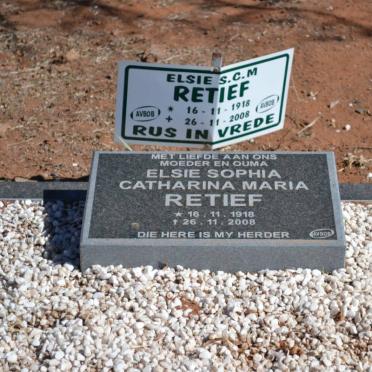 ELSIE S.C.M
RETIEF
* 16 - 11 - 1918
AVBOB
+ 26 - 11 - 2008
AVBOB
RUS IN VREDE
MET LIEFDE AAN ONS
MOEDER EN OUMA
ELSIE SOPHIA
CATHARINA MARIA
RETIEF
★ 16 . 11 . 1918
† 26 . 11 . 2008
DIE HERE IS MY HERDER
AVBOB